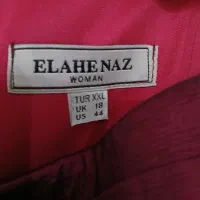 ELAHE NAZ
WOMAN
TUR XXL
UK 18
US 44